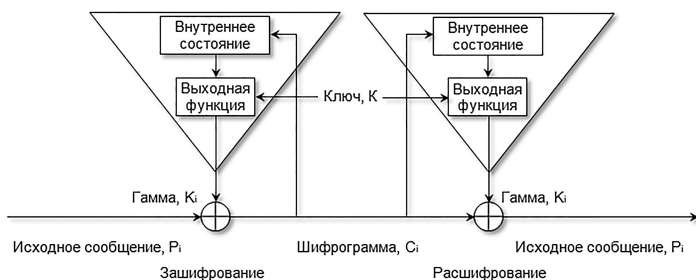 Внутреннее
состояние
Внутреннее
состояние
Выходная
функция
Ключ, К
Выходная
функция
Гамма, Ki
Гамма, Ki
Исходное сообщение, Pi
Шифрограмма, Ci
Исходное сообщение, Pi
Зашифрование
Расшифрование